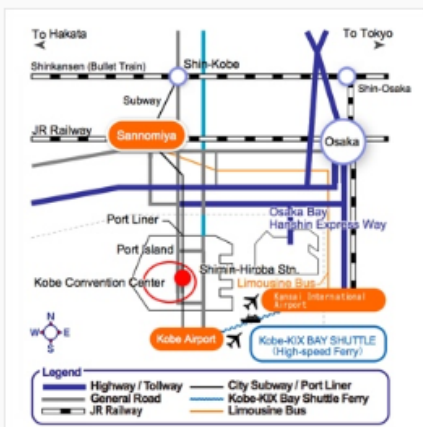 To Hakata
To Tokyo
Shinkansen (Bullet Train)
Shin-Kobe
Shin-Osaka
Subway
JR Railway
Sannomiya
Osaka
Osaka Bay
Hanshin Express Way
Port Liner
Port Island
Shimin-Hiroba Stn.
Kobe Convention Center
Limousine Bus
Kansai International
Airport
Kobe Airport
N
W E
S
Kobe-KIX BAY SHUTTLE
(High-speed Ferry)
Legend
Highway / Tollway
City Subway / Port Liner
General Road
Kobe-KIX Bay Shuttle Ferry
JR Railway
Limousine Bus